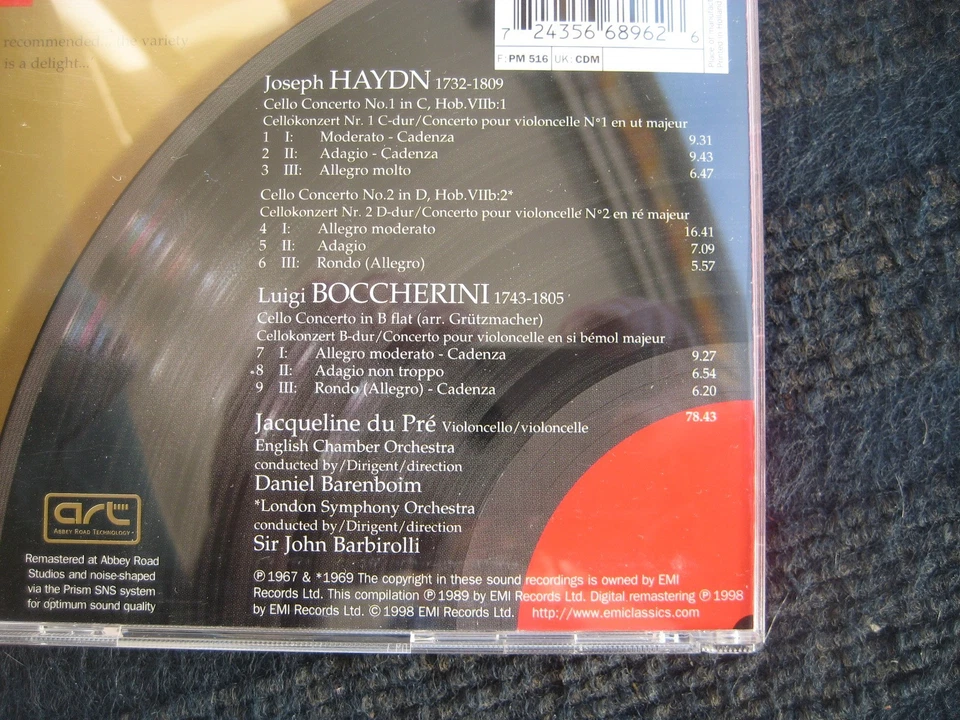 recommended... the variety
is a delight..."
7 24356 68962 6
F: PM 516 UK: CDM
Joseph HAYDN 1732-1809
Cello Concerto No.1 in C, Hob.VIIb:1
Cellokonzert Nr. 1 C-dur/Concerto pour violoncelle N°1 en ut majeur
1 I: Moderato - Cadenza 9.31
2 II: Adagio - Cadenza 9.43
3 III: Allegro molto 6.47
Cello Concerto No.2 in D, Hob.VIIb:2*
Cellokonzert Nr. 2 D-dur/Concerto pour violoncelle N°2 en ré majeur
4 I: Allegro moderato 16.41
5 II: Adagio 7.09
6 III: Rondo (Allegro) 5.57
Luigi BOCCHERINI 1743-1805
Cello Concerto in B flat (arr. Grützmacher)
Cellokonzert B-dur/Concerto pour violoncelle en si bémol majeur
7 I: Allegro moderato - Cadenza 9.27
8 II: Adagio non troppo 6.54
9 III: Rondo (Allegro) - Cadenza 6.20
78.43
Jacqueline du Pré Violoncello/violoncelle
English Chamber Orchestra
conducted by/Dirigent/direction
Daniel Barenboim
*London Symphony Orchestra
conducted by/Dirigent/direction
Sir John Barbirolli
art
ABBEY ROAD TECHNOLOGY
Remastered at Abbey Road
Studios and noise-shaped
via the Prism SNS system
for optimum sound quality
℗ 1967 & *1969 The copyright in these sound recordings is owned by EMI
Records Ltd. This compilation ℗ 1989 by EMI Records Ltd. Digital remastering ℗ 1998
by EMI Records Ltd. © 1998 EMI Records Ltd. http://www.emiclassics.com